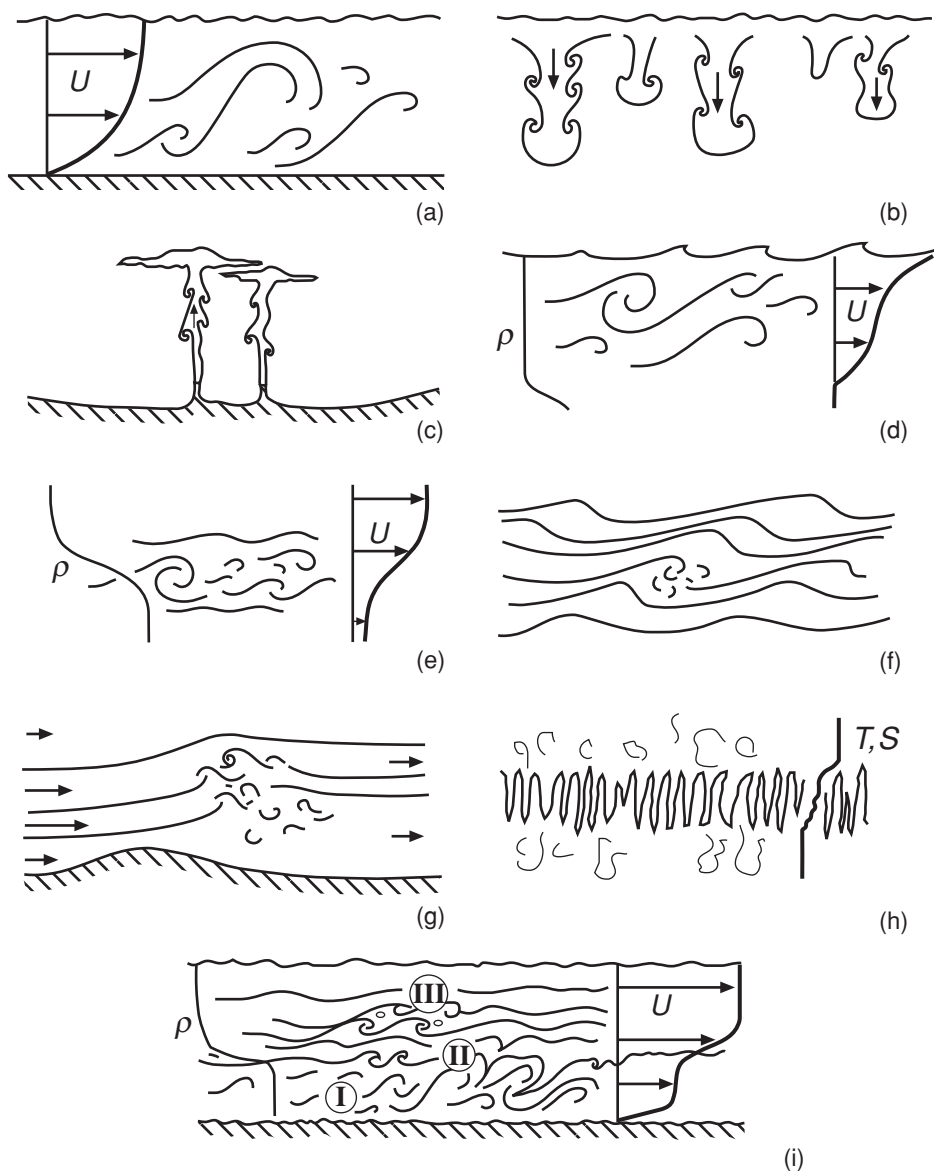 U
(a)
(b)
(c)
ρ
U
(d)
ρ
U
(e)
(f)
(g)
T,S
(h)
ρ
III
II
I
U
(i)